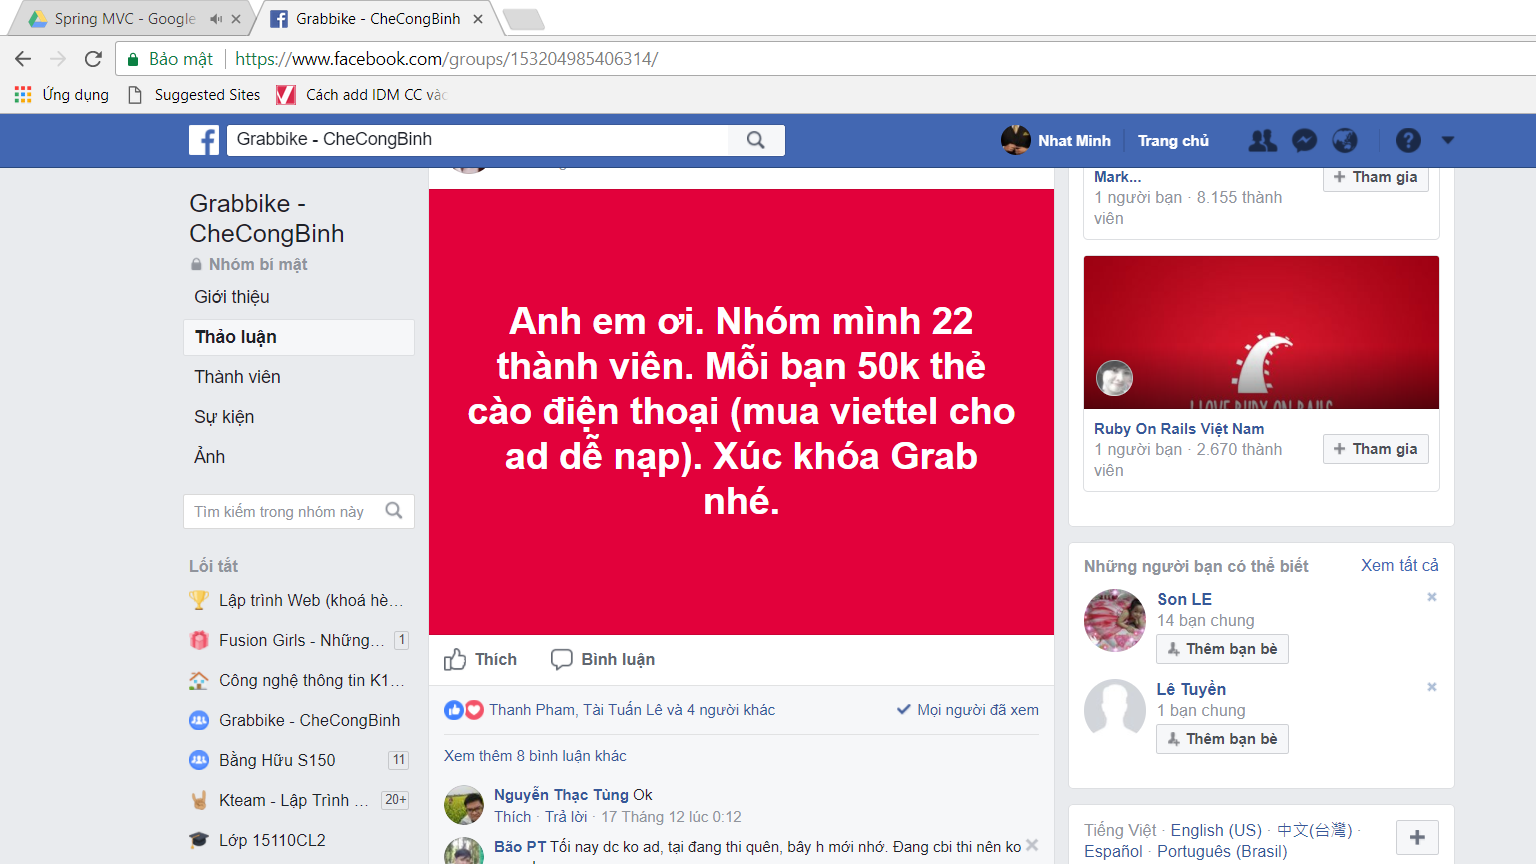 Spring MVC - Google
Grabbike - CheCongBinh
Bảo mật
https://www.facebook.com/groups/153204985406314/
Ứng dụng
Suggested Sites
Cách add IDM CC
Grabbike - CheCongBinh
Nhat Minh
Trang chủ
Grabbike -
CheCongBinh
Nhóm bí mật
Giới thiệu
Thảo luận
Thành viên
Sự kiện
Ảnh
Tìm kiếm trong nhóm này
Lối tắt
Lập trình Web (khoá hè...
Fusion Girls - Những... 1
Công nghệ thông tin K1...
Grabbike - CheCongBinh
Bằng Hữu S150 11
Kteam - Lập Trình ... 20+
Lớp 15110CL2
Anh em ơi. Nhóm mình 22
thành viên. Mỗi bạn 50k thẻ
cào điện thoại (mua viettel cho
ad dễ nạp). Xúc khóa Grab
nhé.
Thích
Bình luận
Thanh Pham, Tài Tuấn Lê và 4 người khác
Mọi người đã xem
Xem thêm 8 bình luận khác
Nguyễn Thạc Tùng Ok
Thích · Trả lời · 17 Tháng 12 lúc 0:12
Bão PT Tối nay dc ko ad, tại đang thi quên, bây h mới nhớ. Đang cbi thi nên ko
Mark...
1 người bạn · 8.155 thành
viên
Tham gia
I LOVE RUBY ON RAILS
Ruby On Rails Việt Nam
1 người bạn · 2.670 thành
viên
Tham gia
Những người bạn có thể biết
Xem tất cả
Son LE
14 bạn chung
Thêm bạn bè
Lê Tuyền
1 bạn chung
Thêm bạn bè
Tiếng Việt · English (US) · 中文(台灣) ·
Español · Português (Brasil)